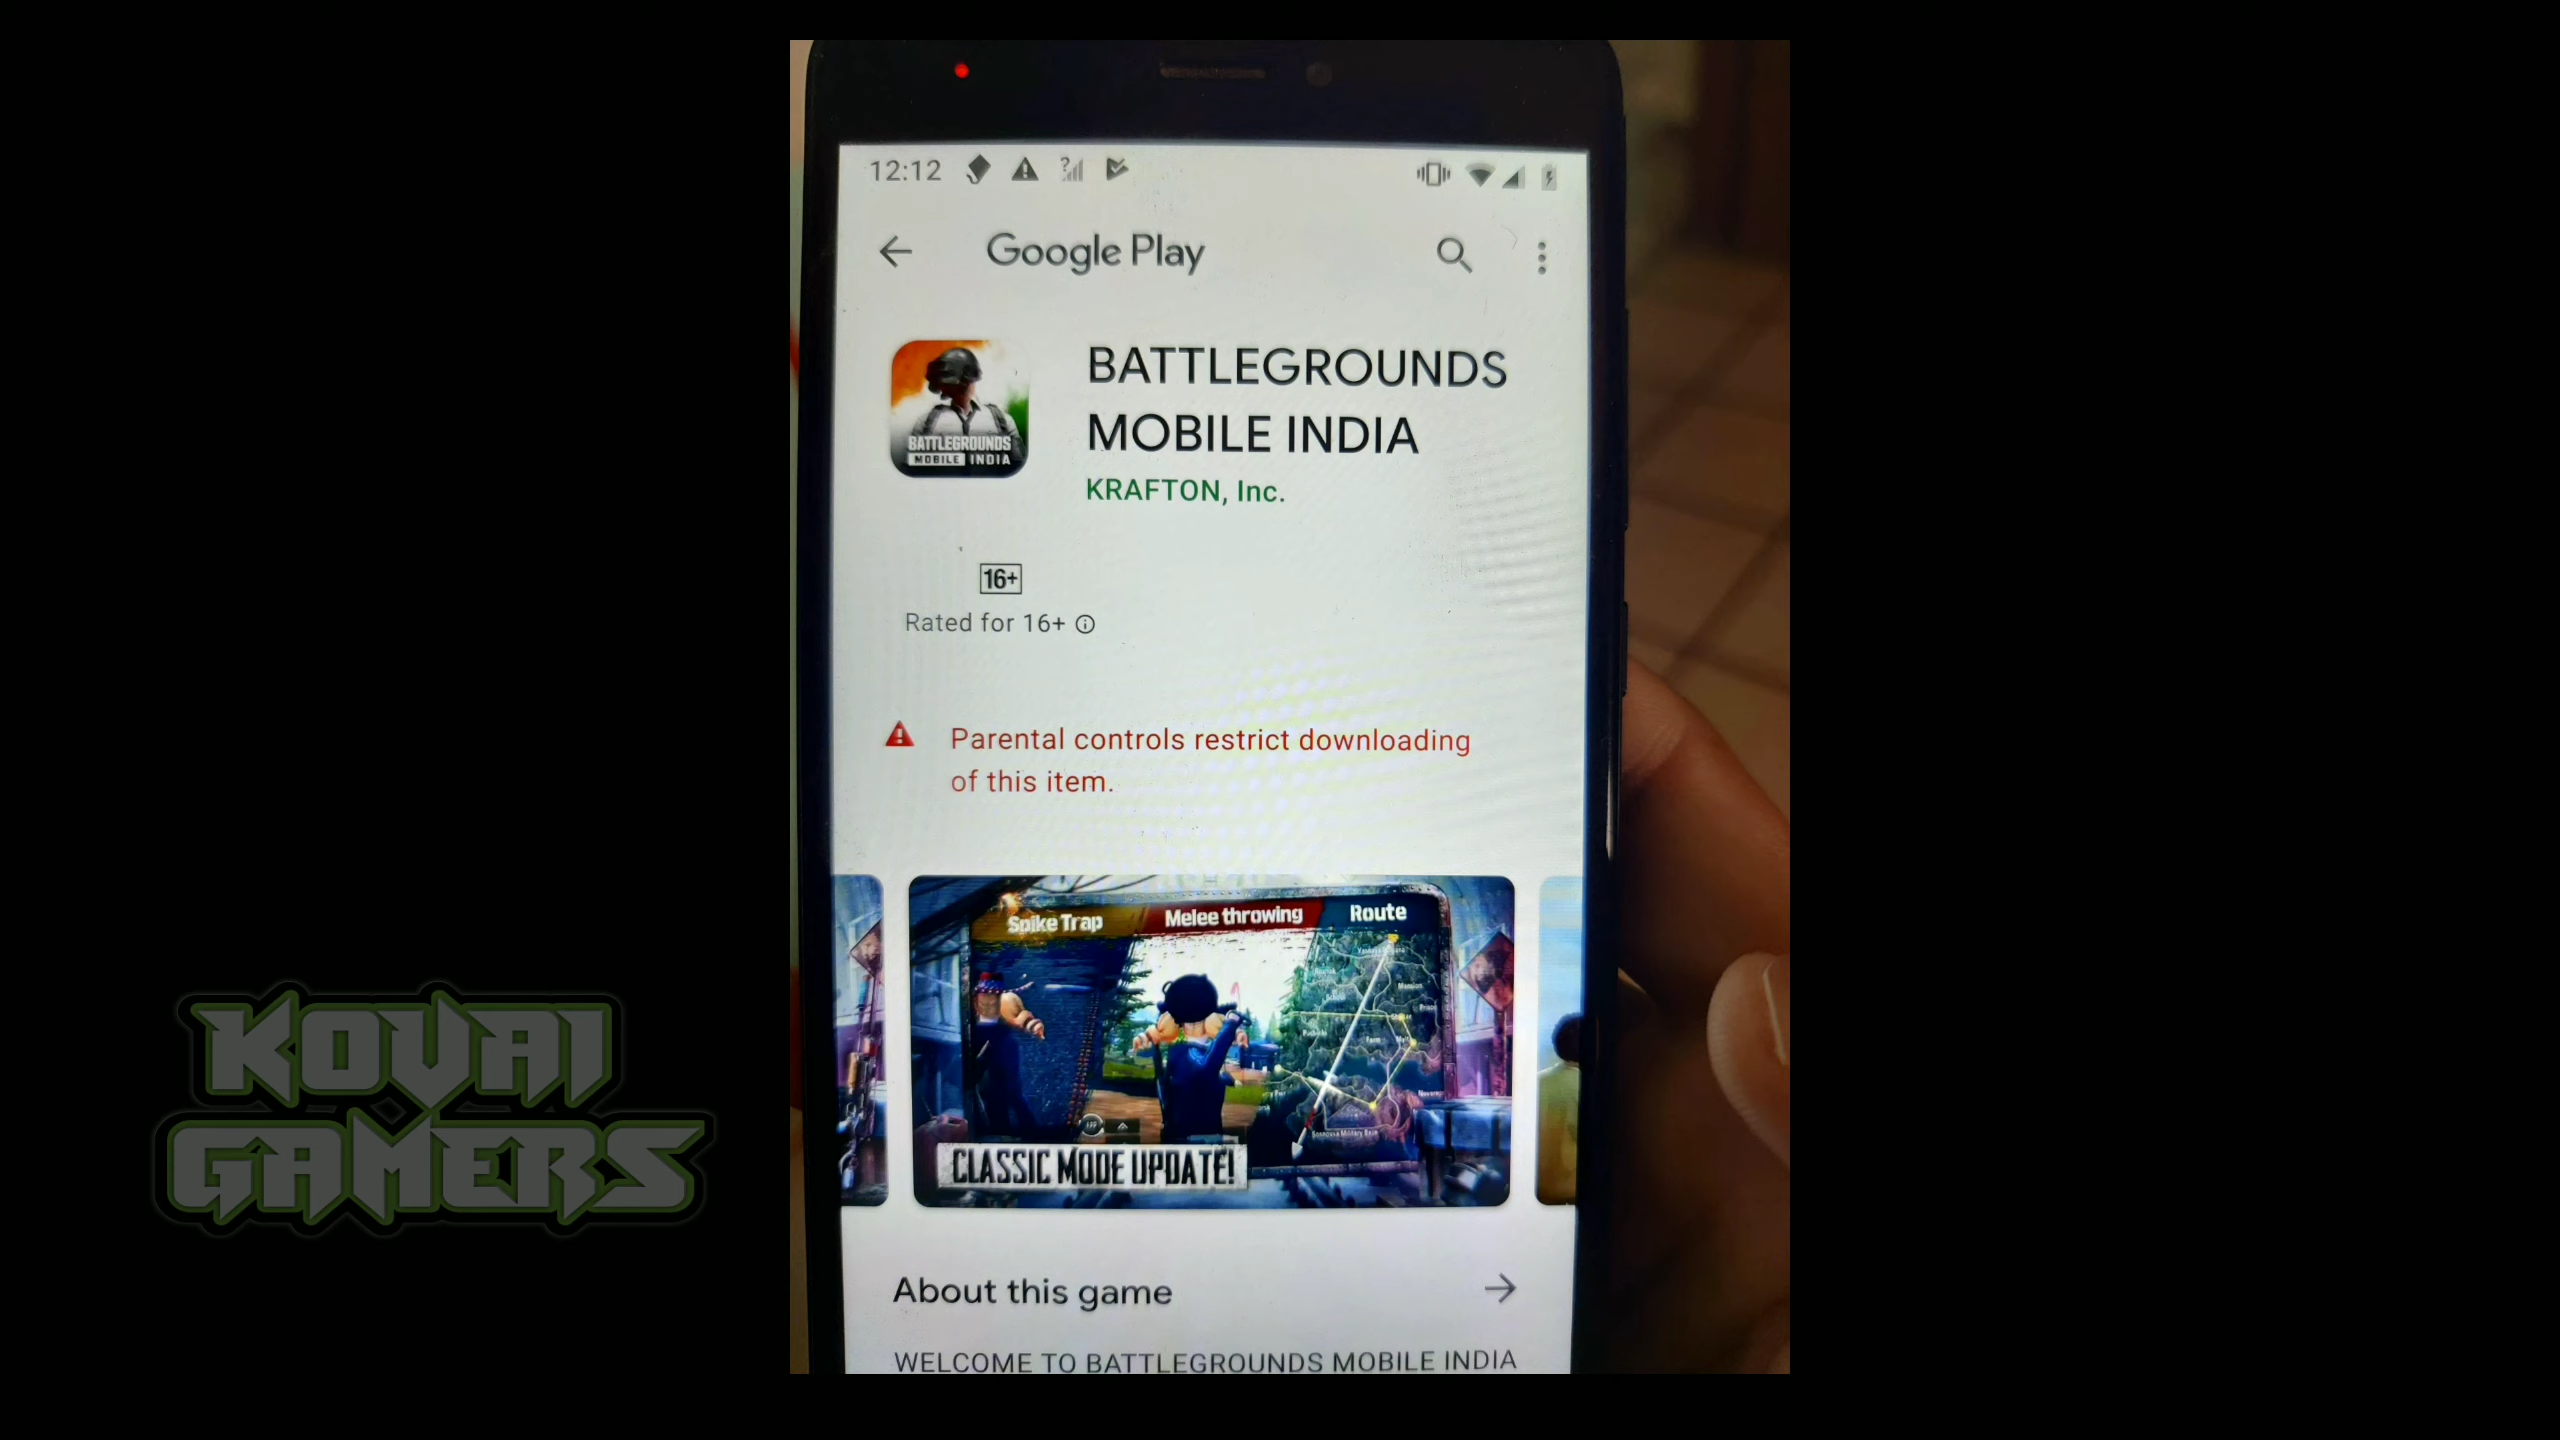 12:12
Google Play
BATTLEGROUNDS
MOBILE INDIA
KRAFTON, Inc.
BATTLEGROUNDS
MOBILE INDIA
16+
Rated for 16+
Parental controls restrict downloading
of this item.
Spike Trap
Melee throwing
Route
CLASSIC MODE UPDATE!
About this game
WELCOME TO BATTLEGROUNDS MOBILE INDIA
KOVAI
GAMERS